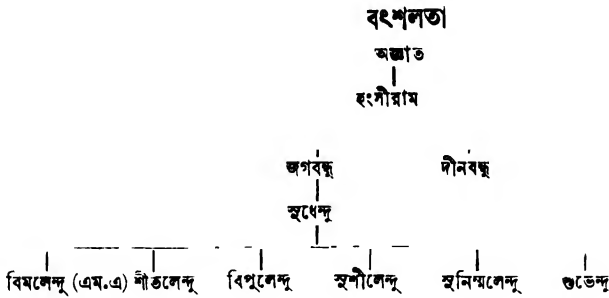 বংশলতা
অজ্ঞাত
হংসীরাম
জগবন্ধু দীনবন্ধু
সুধেন্দু
বিমলেন্দু (এম.এ) শীতলেন্দু বিপুলেন্দু সুশীলেন্দু সুনির্ম্মলেন্দু শুভেন্দু